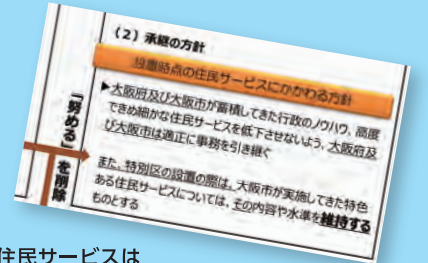 (2) 承継の方針
設置時点の住民サービスにかかわる方針
▶大阪府及び大阪市が蓄積してきた行政のノウハウ、高度
できめ細かな住民サービスを低下させないよう、大阪府及
び大阪市は適正に事務を引き継ぐ
また、特別区の設置の際は、大阪市が実施してきた特色
ある住民サービスについては、その内容や水準を維持する
ものとする
「努める」を削除
住民サービスは